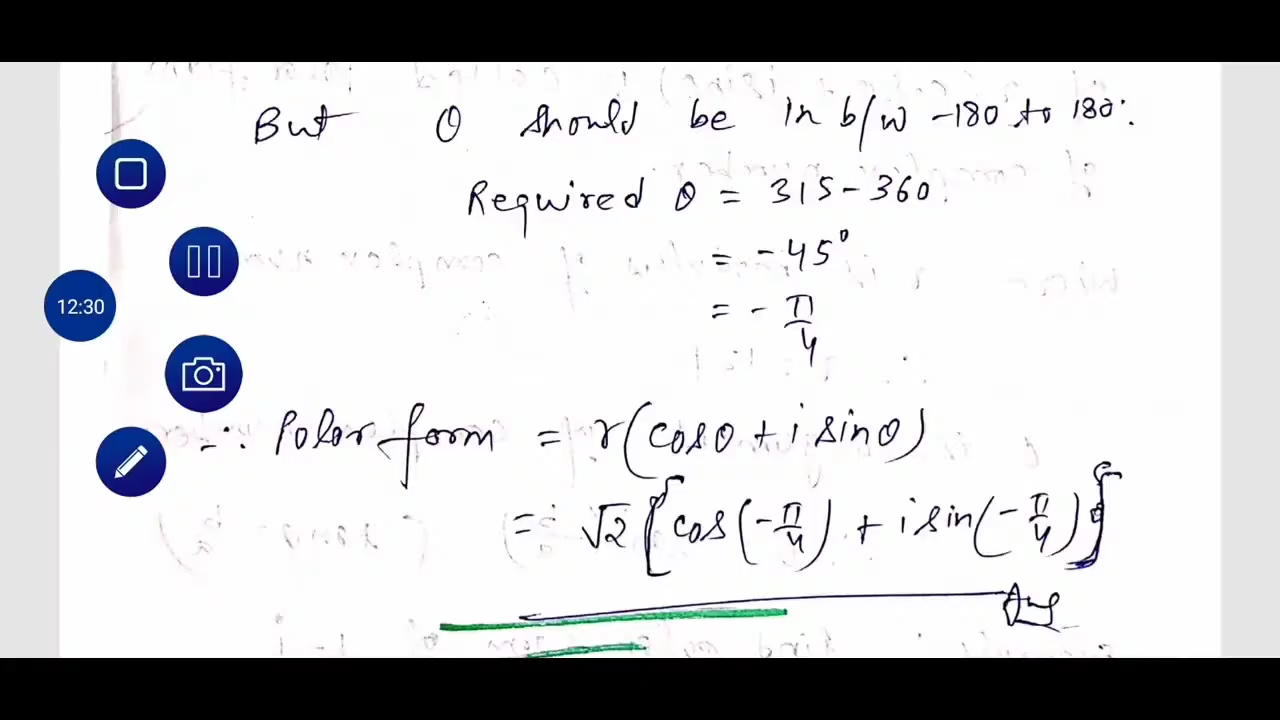 But θ should be in b/w -180 to 180:
Required θ = 315-360.
= -45°
= -π/4
12:30
∴ Polar form = r(cosθ + i sinθ)
= √2 [cos(-π/4) + i sin(-π/4)]
Ans